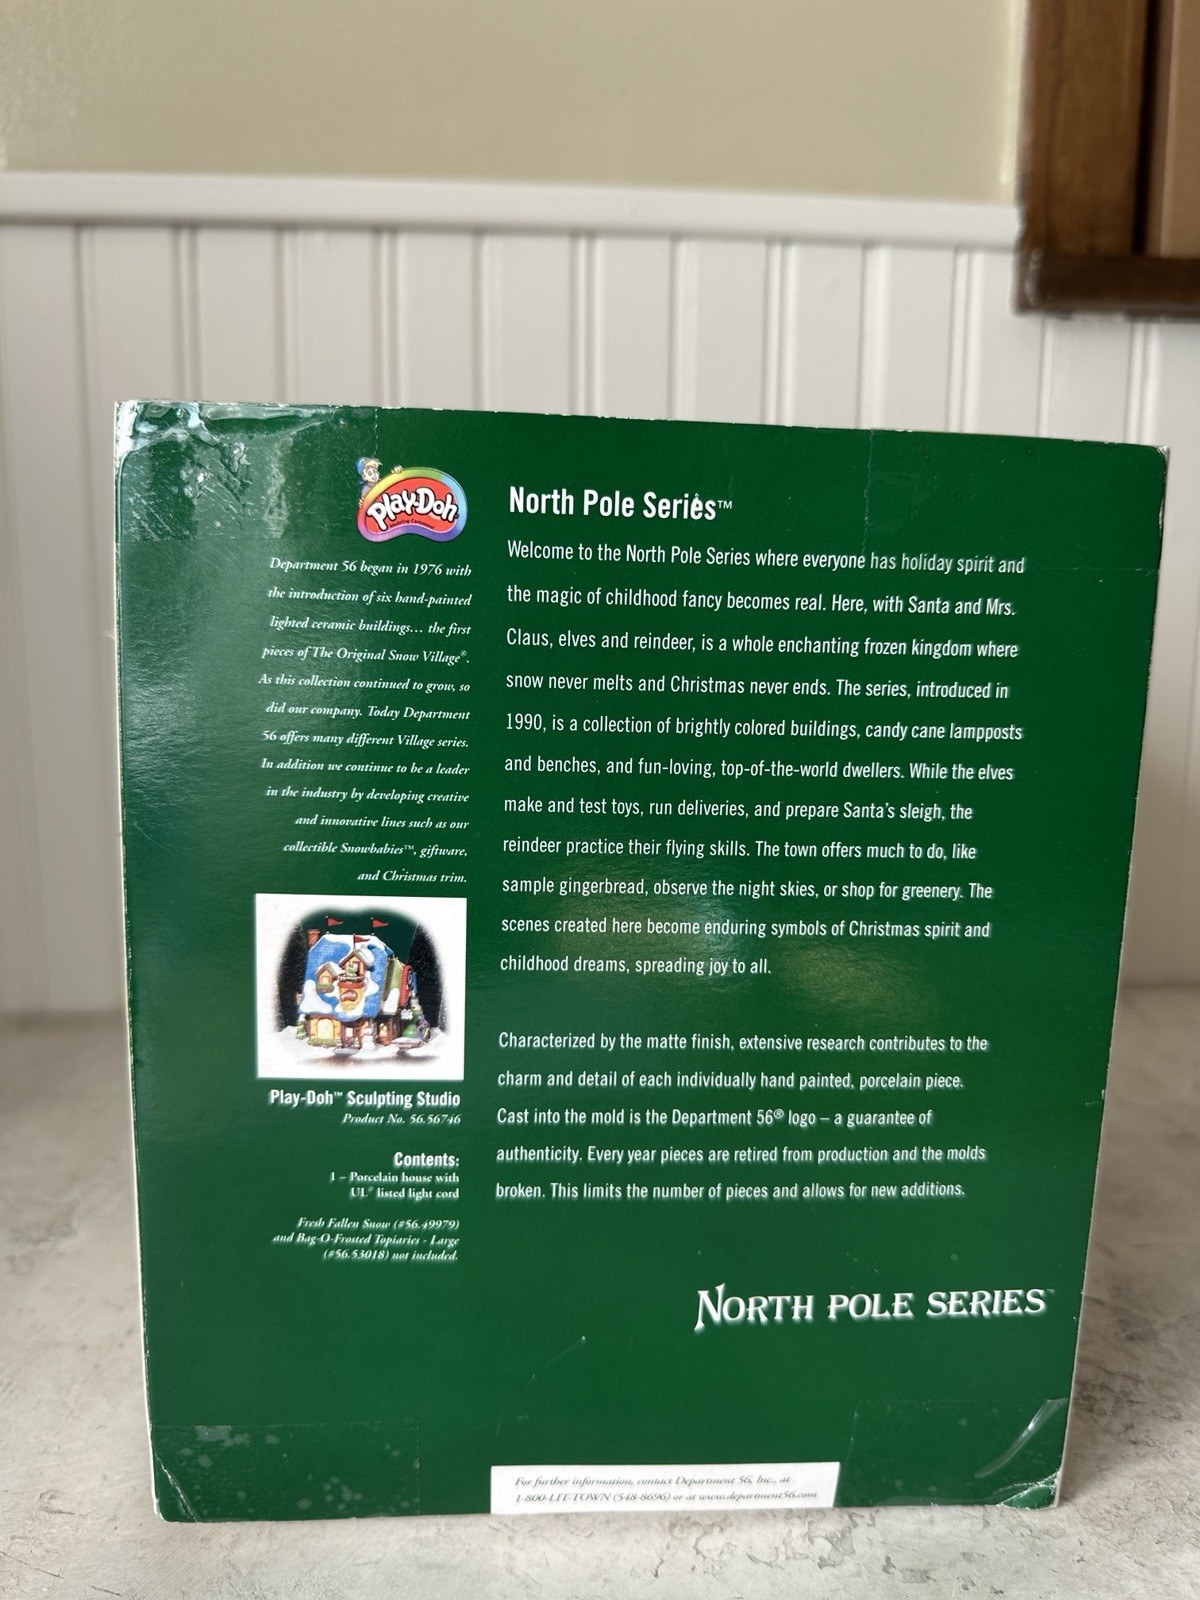 Play-Doh
Department 56 began in 1976 with
the introduction of six hand-painted
lighted ceramic buildings... the first
pieces of The Original Snow Village®.
As this collection continued to grow, so
did our company. Today Department
56 offers many different Village series.
In addition we continue to be a leader
in the industry by developing creative
and innovative lines such as our
collectible Snowbabies™, giftware,
and Christmas trim.
Play-Doh™ Sculpting Studio
Product No. 56.56746
Contents:
1 – Porcelain house with
UL® listed light cord
Fresh Fallen Snow (#56.49979)
and Bag-O-Frosted Topiaries - Large
(#56.53018) not included.
North Pole Series™
Welcome to the North Pole Series where everyone has holiday spirit and
the magic of childhood fancy becomes real. Here, with Santa and Mrs.
Claus, elves and reindeer, is a whole enchanting frozen kingdom where
snow never melts and Christmas never ends. The series, introduced in
1990, is a collection of brightly colored buildings, candy cane lampposts
and benches, and fun-loving, top-of-the-world dwellers. While the elves
make and test toys, run deliveries, and prepare Santa's sleigh, the
reindeer practice their flying skills. The town offers much to do, like
sample gingerbread, observe the night skies, or shop for greenery. The
scenes created here become enduring symbols of Christmas spirit and
childhood dreams, spreading joy to all.
Characterized by the matte finish, extensive research contributes to the
charm and detail of each individually hand painted, porcelain piece.
Cast into the mold is the Department 56® logo – a guarantee of
authenticity. Every year pieces are retired from production and the molds
broken. This limits the number of pieces and allows for new additions.
NORTH POLE SERIES™
For further information, contact Department 56, Inc., at
1-800-LIT-TOWN (548-8696) or at www.department56.com